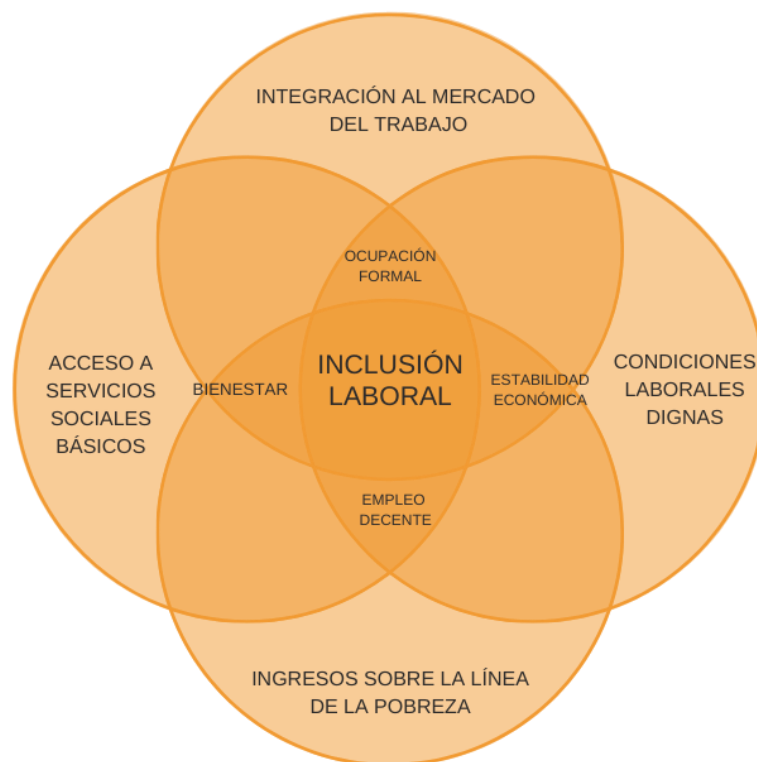 INTEGRACIÓN AL MERCADO
DEL TRABAJO
OCUPACIÓN
FORMAL
ACCESO A
SERVICIOS
SOCIALES
BÁSICOS
BIENESTAR
INCLUSIÓN
LABORAL
ESTABILIDAD
ECONÓMICA
CONDICIONES
LABORALES
DIGNAS
EMPLEO
DECENTE
INGRESOS SOBRE LA LÍNEA
DE LA POBREZA